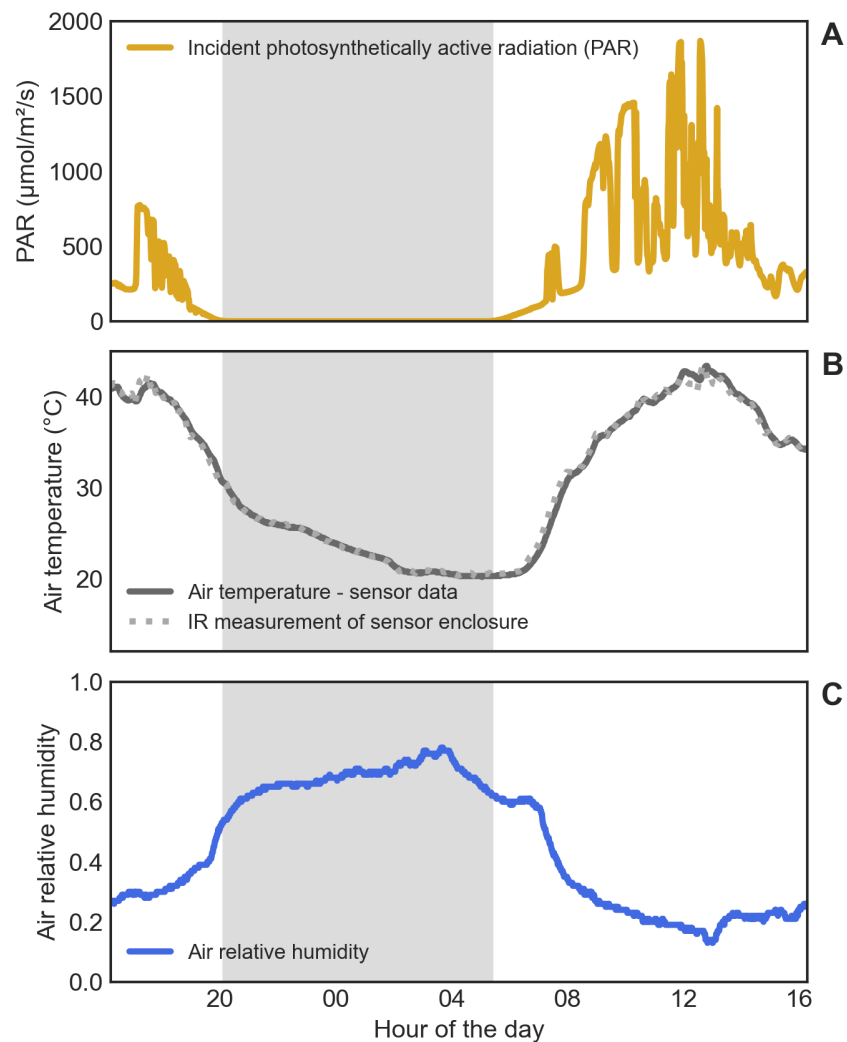 2000
1500
1000
500
0
PAR (μmol/m²/s)
Incident photosynthetically active radiation (PAR)
A
40
30
20
Air temperature (°C)
Air temperature - sensor data
IR measurement of sensor enclosure
B
1.0
0.8
0.6
0.4
0.2
0.0
Air relative humidity
Air relative humidity
C
20 00 04 08 12 16
Hour of the day